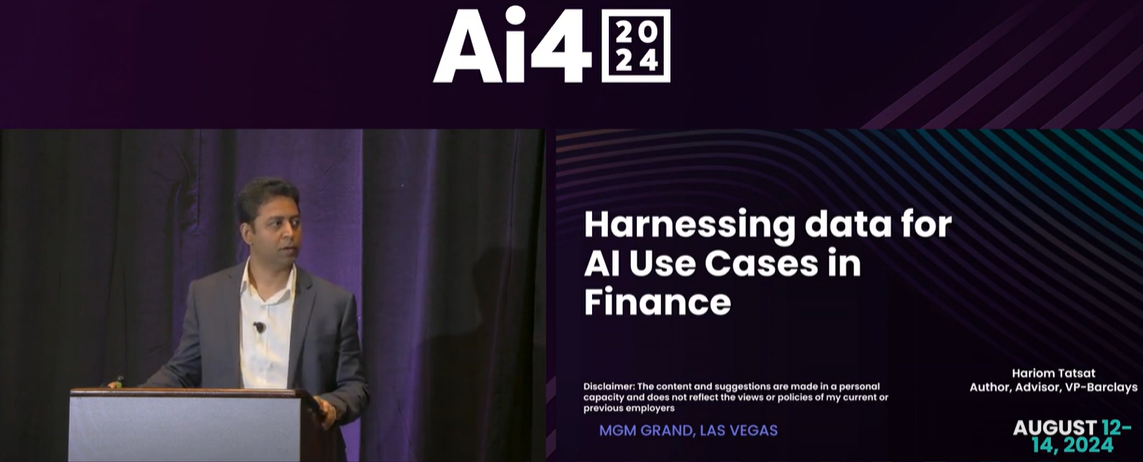 Ai4 20
24
Harnessing data for
AI Use Cases in
Finance
Disclaimer: The content and suggestions are made in a personal
capacity and does not reflect the views or policies of my current or
previous employers
MGM GRAND, LAS VEGAS
Hariom Tatsat
Author, Advisor, VP-Barclays
AUGUST 12-
14, 2024